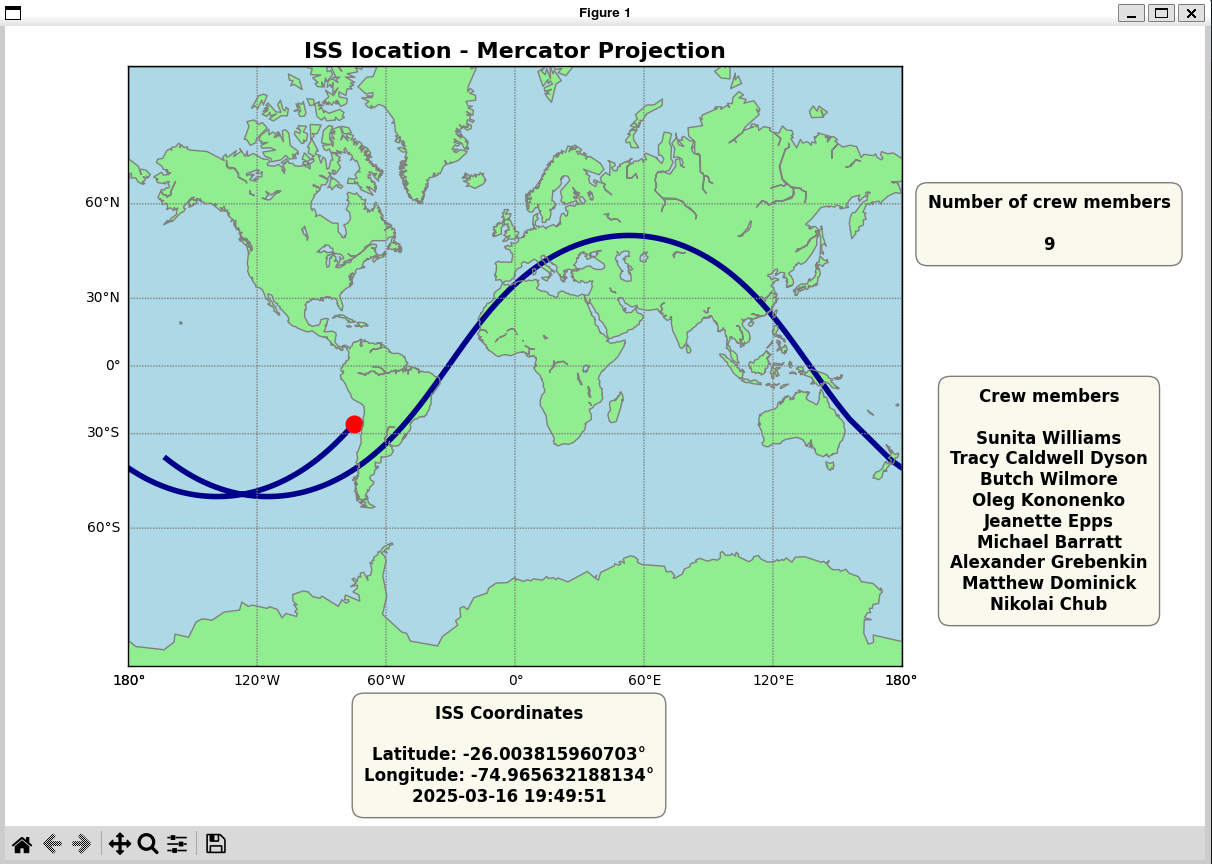 Figure 1
ISS location - Mercator Projection
60°N
30°N
0°
30°S
60°S
180°
120°W
60°W
0°
60°E
120°E
180°
Number of crew members
9
Crew members
Sunita Williams
Tracy Caldwell Dyson
Butch Wilmore
Oleg Kononenko
Jeanette Epps
Michael Barratt
Alexander Grebenkin
Matthew Dominick
Nikolai Chub
ISS Coordinates
Latitude: -26.003815960703°
Longitude: -74.965632188134°
2025-03-16 19:49:51